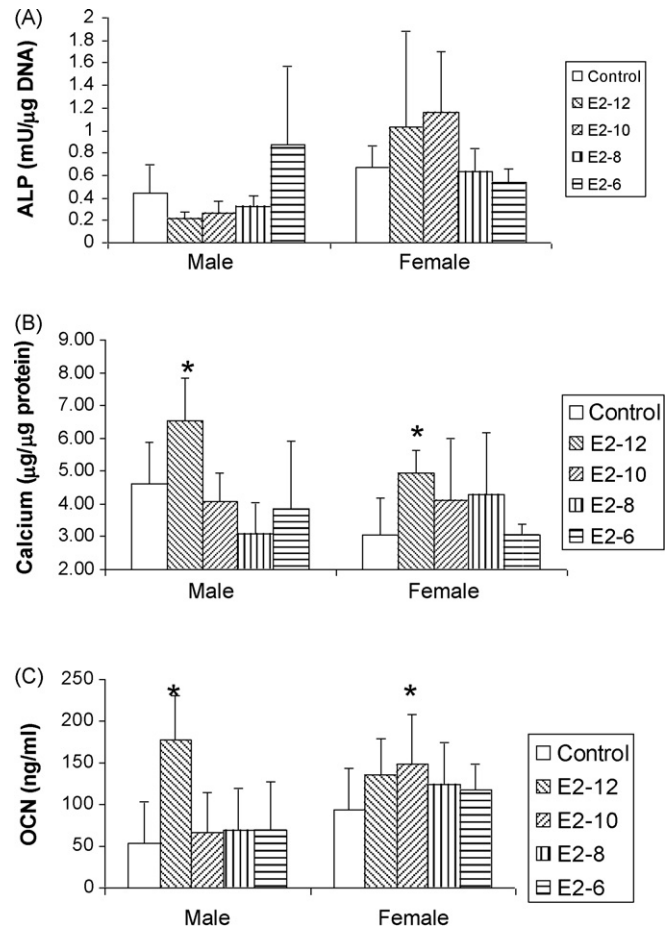 (A)
ALP (mU/µg DNA)
2
1.8
1.6
1.4
1.2
1
0.8
0.6
0.4
0.2
0
Male
Female
Control
E2-12
E2-10
E2-8
E2-6
(B)
Calcium (µg/µg protein)
9.00
8.00
7.00
6.00
5.00
4.00
3.00
2.00
*
*
Male
Female
Control
E2-12
E2-10
E2-8
E2-6
(C)
OCN (ng/ml)
250
200
150
100
50
0
*
*
Male
Female
Control
E2-12
E2-10
E2-8
E2-6